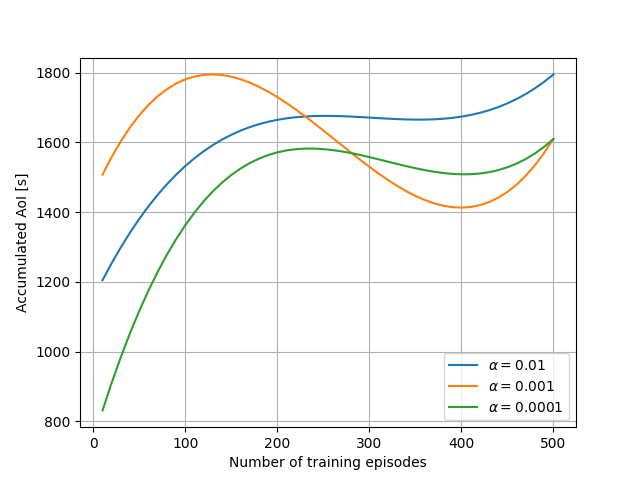 1800
1600
1400
1200
1000
800
Accumulated AoI [s]
0 100 200 300 400 500
Number of training episodes
α = 0.01
α = 0.001
α = 0.0001